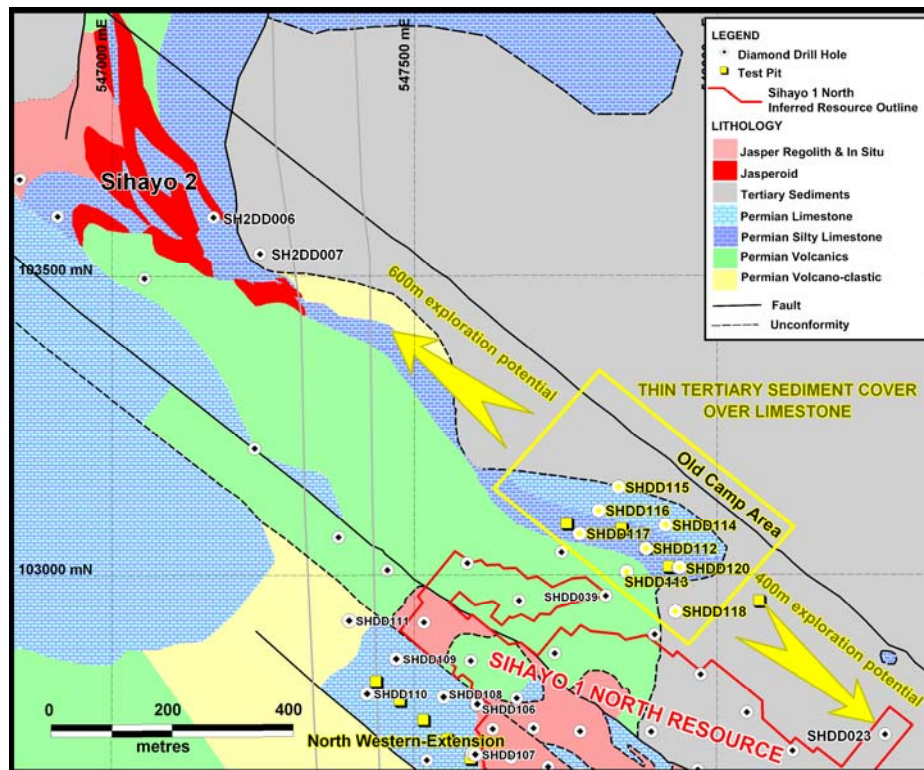 547000 mE
547500 mE
LEGEND
Diamond Drill Hole
Test Pit
Sihayo 1 North
Inferred Resource Outline
LITHOLOGY
Jasper Regolith & In Situ
Jasperoid
Tertiary Sediments
Permian Limestone
Permian Silty Limestone
Permian Volcanics
Permian Volcano-clastic
Fault
Unconformity
Sihayo 2
SH2DD006
SH2DD007
103500 mN
600m exploration potential
THIN TERTIARY SEDIMENT COVER
OVER LIMESTONE
Old Camp Area
SHDD115
SHDD116
SHDD114
SHDD117
SHDD112
SHDD120
SHDD113
103000 mN
SHDD039
SHDD118
400m exploration potential
SHDD111
SHDD109
SHDD110
SHDD108
SHDD106
SIHAYO 1 NORTH RESOURCE
SHDD023
0 200 400
metres
North Western-Extension
SHDD107